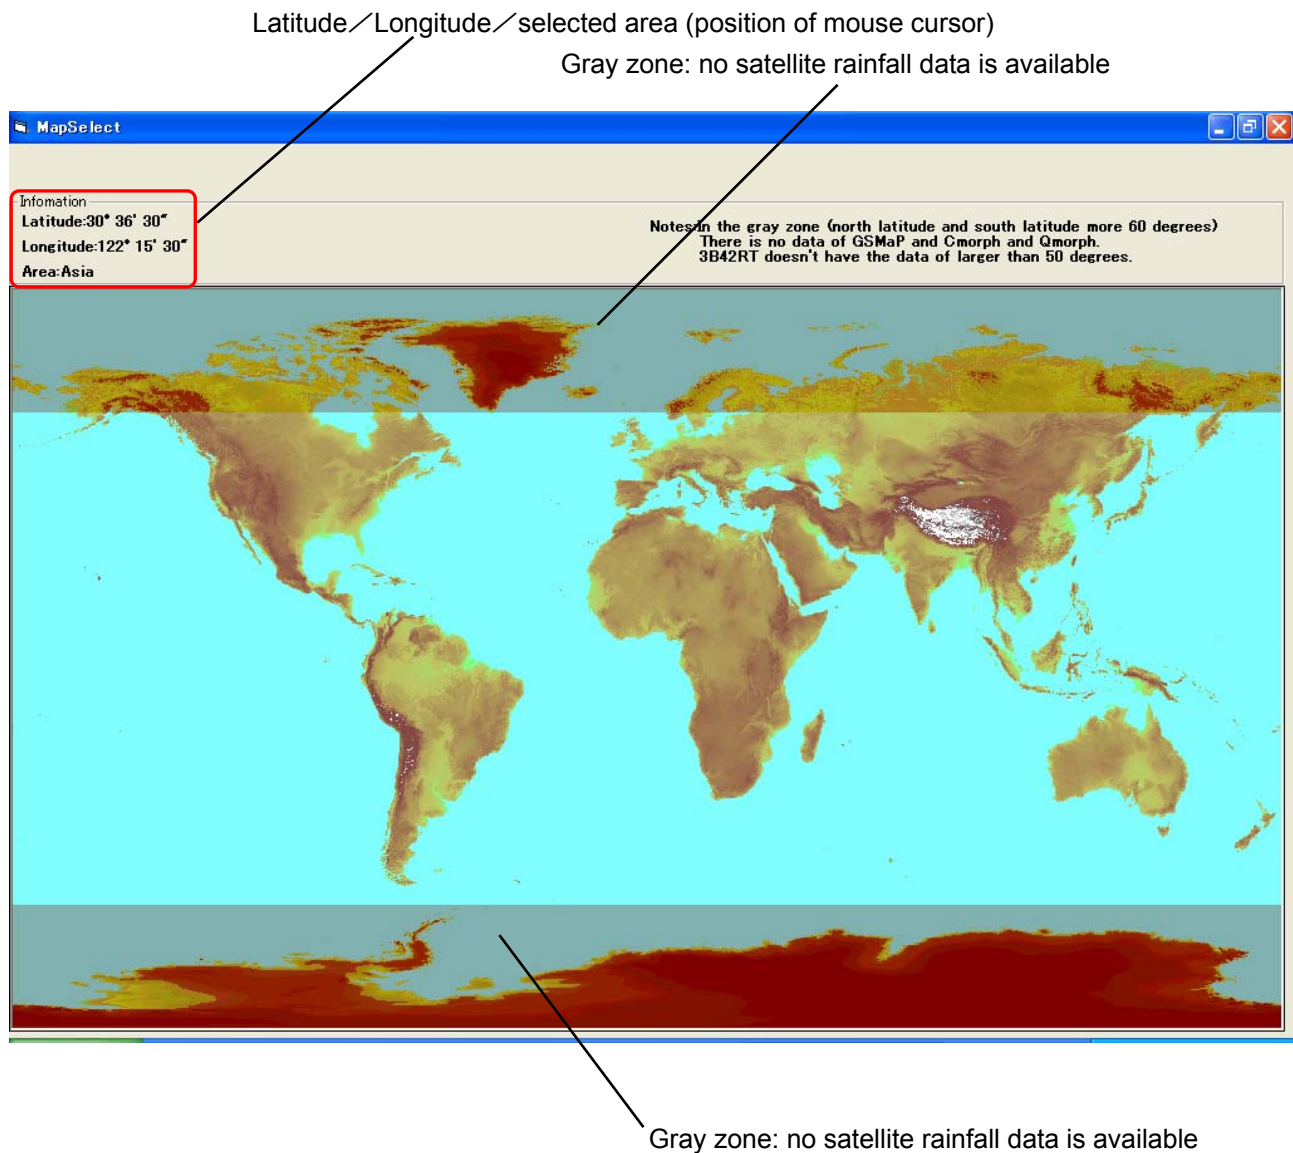 Latitude／Longitude／selected area (position of mouse cursor)
Gray zone: no satellite rainfall data is available
MapSelect
Infomation
Latitude:30° 36' 30"
Longitude:122° 15' 30"
Area:Asia
Notes:In the gray zone (north latitude and south latitude more 60 degrees)
There is no data of GSMaP and Cmorph and Qmorph.
3B42RT doesn't have the data of larger than 50 degrees.
Gray zone: no satellite rainfall data is available